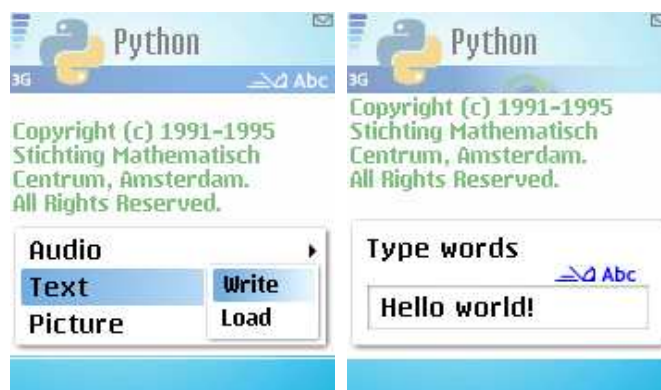 Python
3G
Abc
Copyright (c) 1991-1995
Stichting Mathematisch
Centrum, Amsterdam.
All Rights Reserved.
Audio
Text
Picture
Write
Load
Python
3G
Copyright (c) 1991-1995
Stichting Mathematisch
Centrum, Amsterdam.
All Rights Reserved.
Type words
Abc
Hello world!